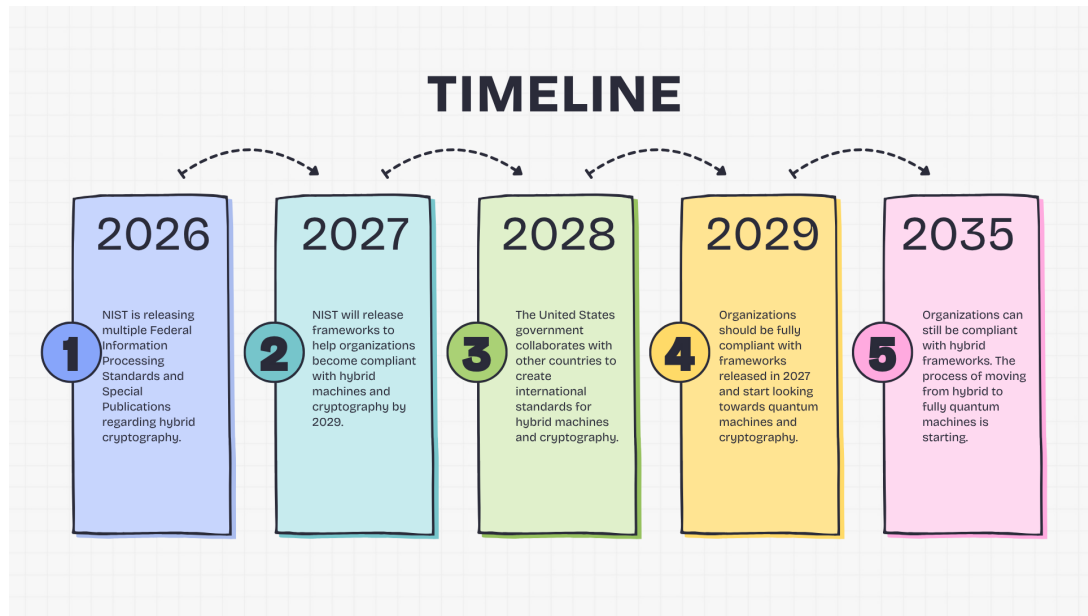 TIMELINE
2026
1
NIST is releasing
multiple Federal
Information
Processing
Standards and
Special
Publications
regarding hybrid
cryptography.
2027
2
NIST will release
frameworks to
help organizations
become compliant
with hybrid
machines and
cryptography by
2029.
2028
3
The United States
government
collaborates with
other countries to
create
international
standards for
hybrid machines
and cryptography.
2029
4
Organizations
should be fully
compliant with
frameworks
released in 2027
and start looking
towards quantum
machines and
cryptography.
2035
5
Organizations can
still be compliant
with hybrid
frameworks. The
process of moving
from hybrid to
fully quantum
machines is
starting.